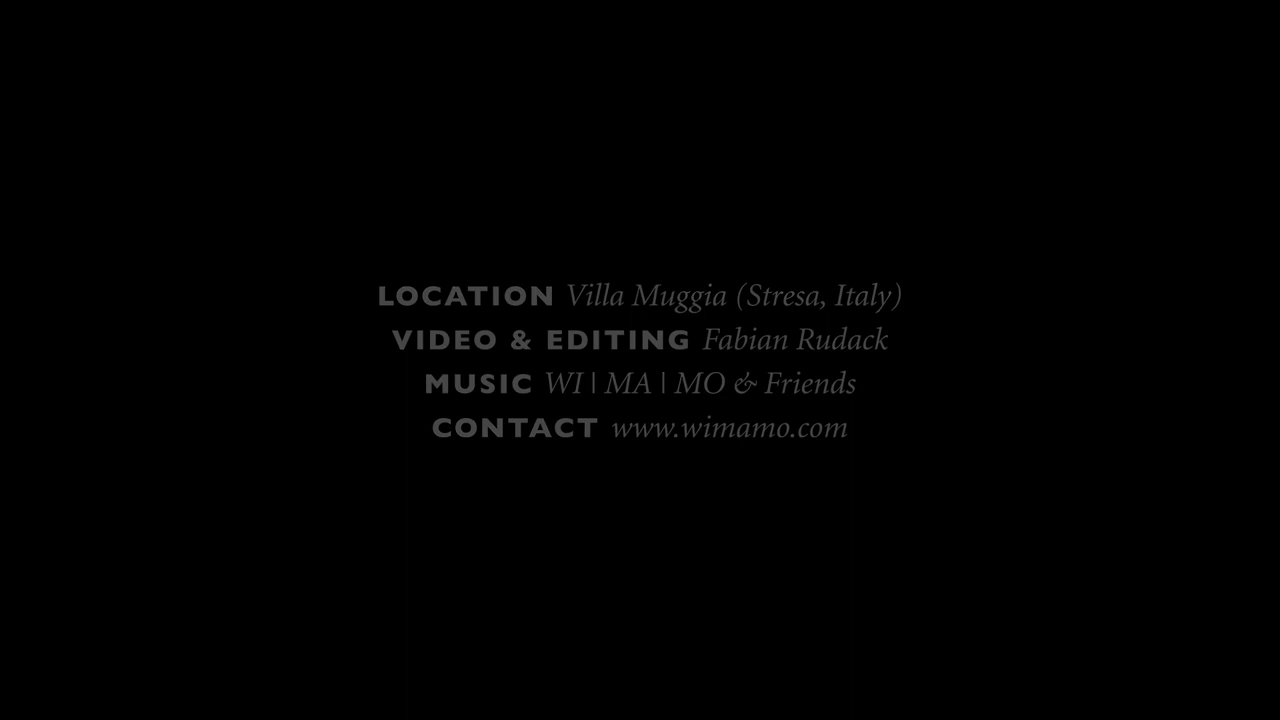 LOCATION Villa Muggia (Stresa, Italy)
VIDEO & EDITING Fabian Rudack
MUSIC WI | MA | MO & Friends
CONTACT www.wimamo.com